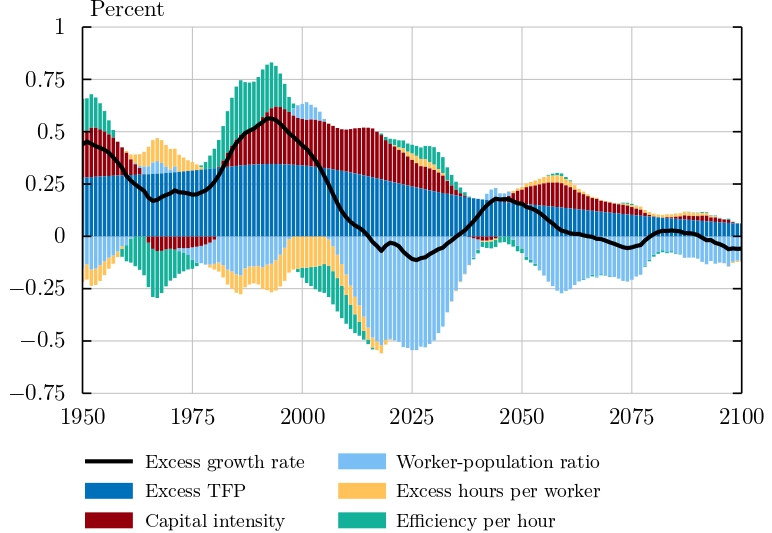 Percent
1
0.75
0.5
0.25
0
−0.25
−0.5
−0.75
1950 1975 2000 2025 2050 2075 2100
Excess growth rate Worker-population ratio
Excess TFP Excess hours per worker
Capital intensity Efficiency per hour